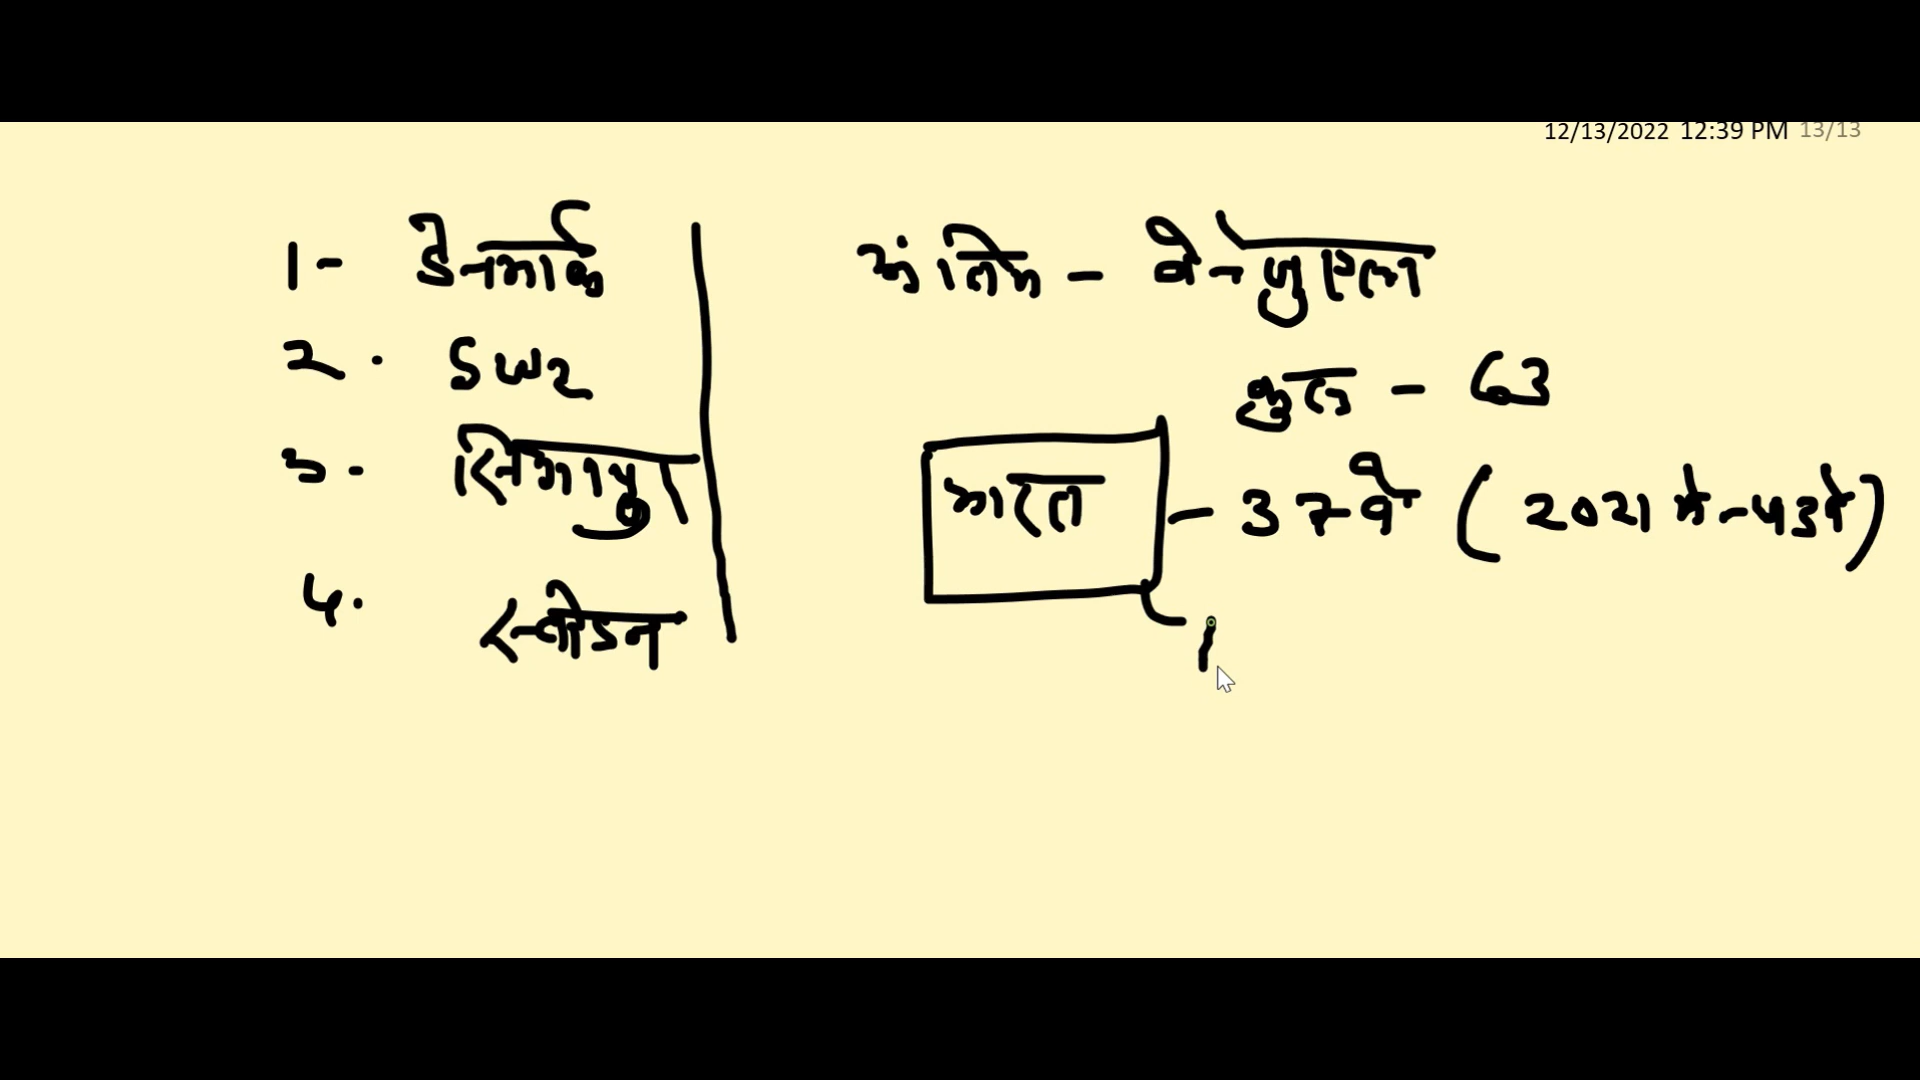 12/13/2022 12:39 PM 13/13
1- डेन्मार्क
2. SWZ
3. सिंगापुर
4. स्वीडन
अंतिम - वेन्जुएला
कुल - 63
भारत - 37वें (2021 में - 43वें)